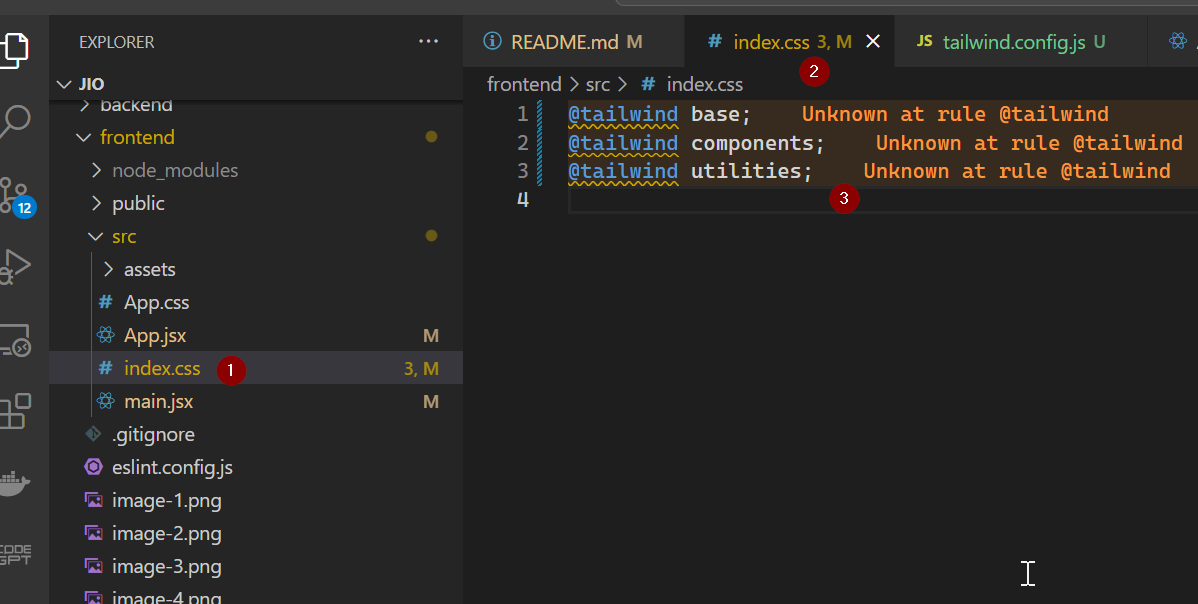 EXPLORER
JIO
backend
frontend
node_modules
public
src
assets
# App.css
App.jsx M
# index.css 1 3, M
main.jsx M
.gitignore
eslint.config.js
image-1.png
image-2.png
image-3.png
image-4.png
12
CODE
GPT
README.md M
# index.css 3, M
JS tailwind.config.js U
2
frontend > src > # index.css
1 @tailwind base; Unknown at rule @tailwind
2 @tailwind components; Unknown at rule @tailwind
3 @tailwind utilities; Unknown at rule @tailwind
4
3